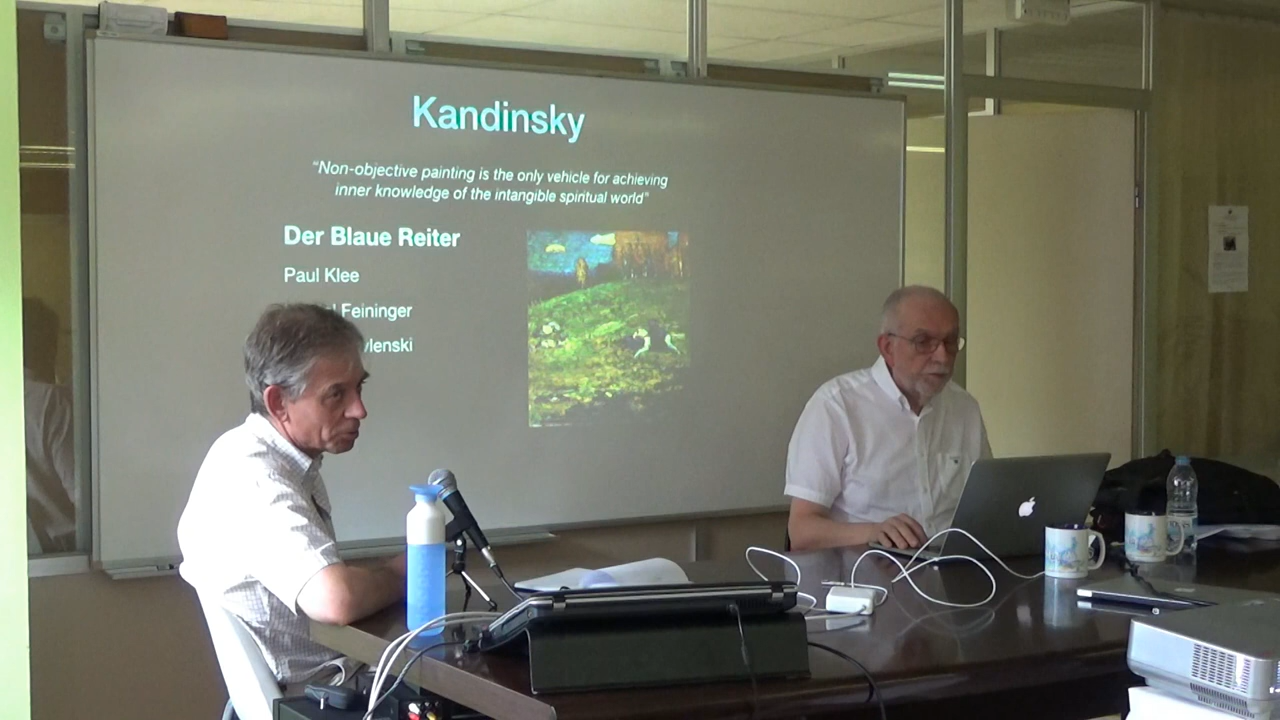 Kandinsky
"Non-objective painting is the only vehicle for achieving
inner knowledge of the intangible spiritual world"
Der Blaue Reiter
Paul Klee
Feininger